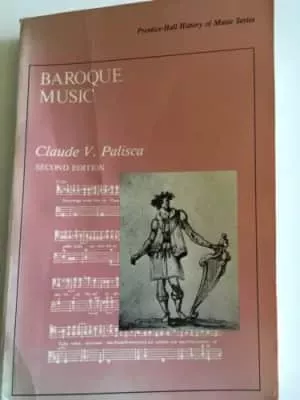 Prentice-Hall History of Music Series
BAROQUE
MUSIC
Claude V. Palisca
SECOND EDITION